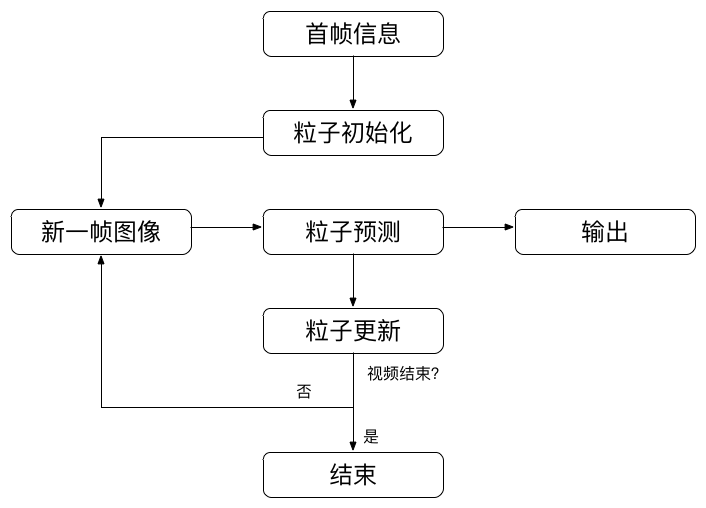 首帧信息
粒子初始化
新一帧图像
粒子预测
输出
粒子更新
视频结束?
否
是
结束